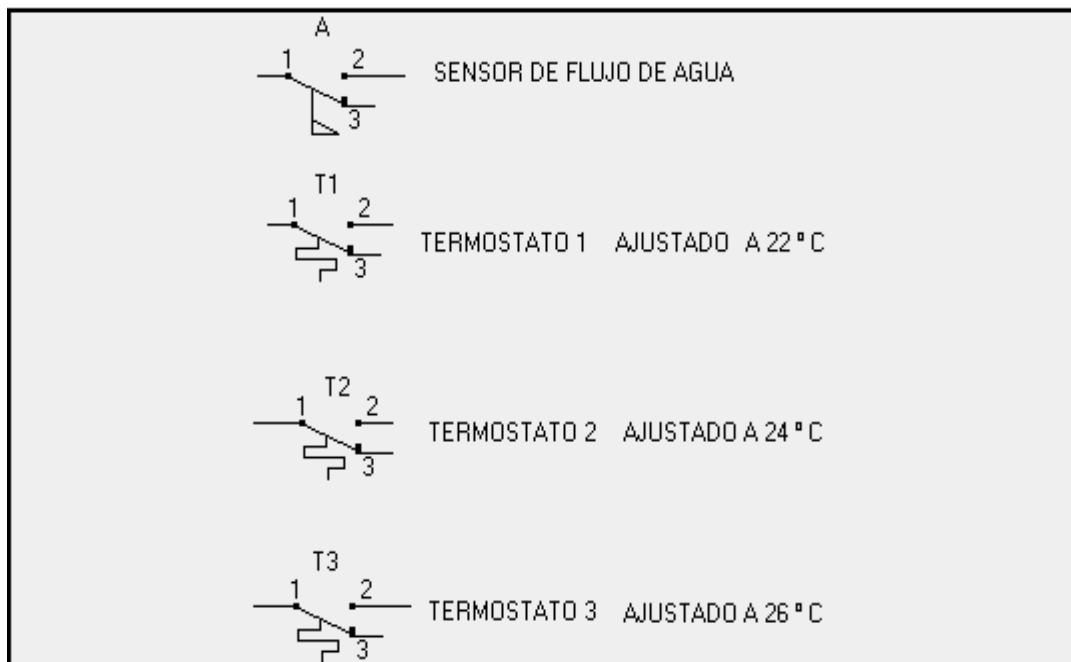 A
1 2 SENSOR DE FLUJO DE AGUA
3
T1
1 2
TERMOSTATO 1 AJUSTADO A 22 º C
3
T2
1 2
TERMOSTATO 2 AJUSTADO A 24 º C
3
T3
1 2
TERMOSTATO 3 AJUSTADO A 26 º C
3